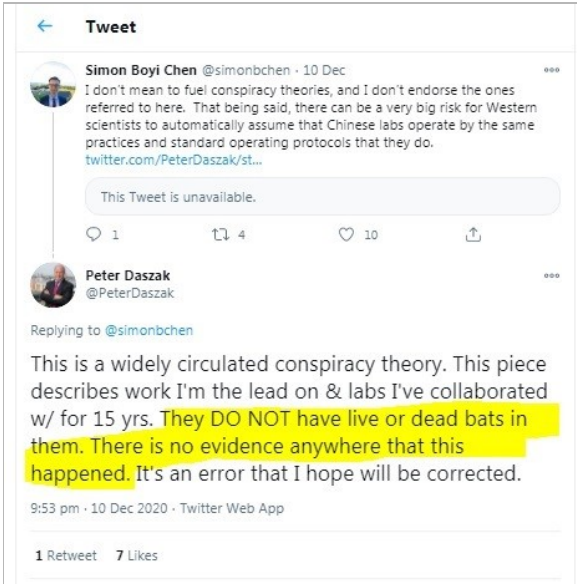 Tweet
Simon Boyi Chen @simonbchen · 10 Dec
I don't mean to fuel conspiracy theories, and I don't endorse the ones
referred to here. That being said, there can be a very big risk for Western
scientists to automatically assume that Chinese labs operate by the same
practices and standard operating protocols that they do.
twitter.com/PeterDaszak/st...
This Tweet is unavailable.
1 4 10
Peter Daszak
@PeterDaszak
Replying to @simonbchen
This is a widely circulated conspiracy theory. This piece
describes work I'm the lead on & labs I've collaborated
w/ for 15 yrs. They DO NOT have live or dead bats in
them. There is no evidence anywhere that this
happened. It's an error that I hope will be corrected.
9:53 pm · 10 Dec 2020 · Twitter Web App
1 Retweet 7 Likes